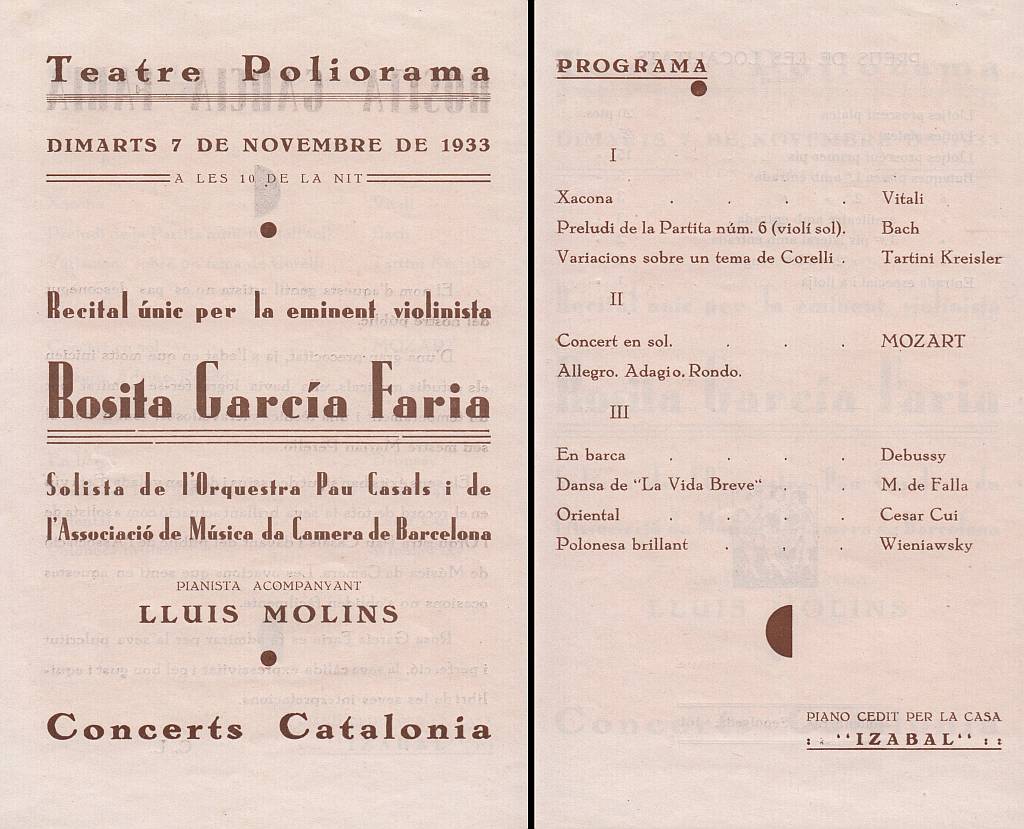 Teatre Poliorama
DIMARTS 7 DE NOVEMBRE DE 1933
A LES 10 DE LA NIT
Recital únic per la eminent violinista
Rosita García Faria
Solista de l'Orquestra Pau Casals i de
l'Associació de Música da Camera de Barcelona
PIANISTA ACOMPANYANT
LLUIS MOLINS
Concerts Catalonia
PROGRAMA
I
Xacona . . . . Vitali
Preludi de la Partita núm. 6 (violí sol). Bach
Variacions sobre un tema de Corelli . Tartini Kreisler
II
Concert en sol. . . . MOZART
Allegro. Adagio. Rondo.
III
En barca . . . . Debussy
Dansa de "La Vida Breve" . . M. de Falla
Oriental . . . . Cesar Cui
Polonesa brillant . . . Wieniawsky
PIANO CEDIT PER LA CASA
: : "IZABAL" : :